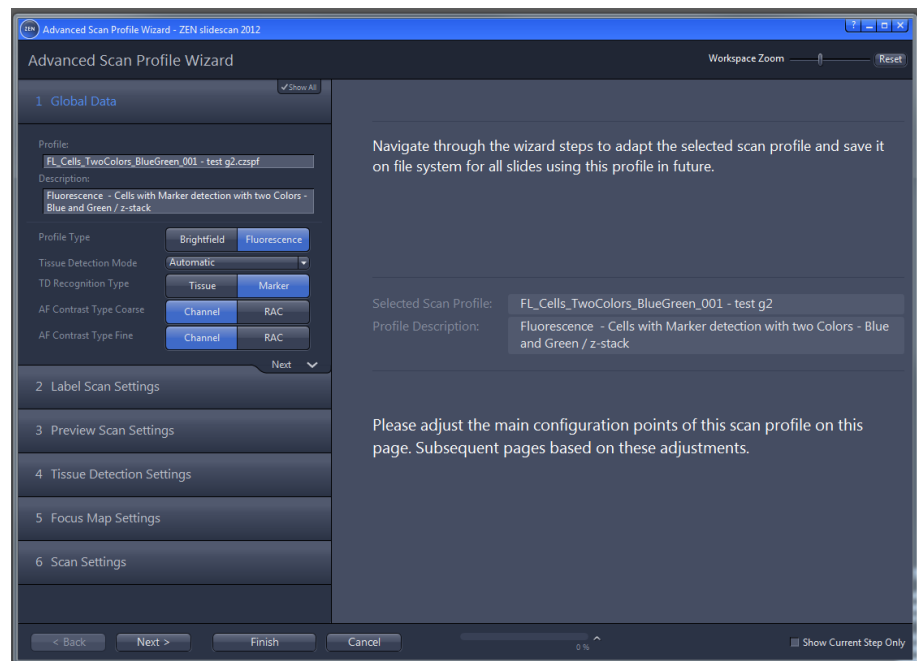 ZEN Advanced Scan Profile Wizard - ZEN slidescan 2012
Advanced Scan Profile Wizard
Workspace Zoom
Reset
Show All
1 Global Data
Profile:
FL_Cells_TwoColors_BlueGreen_001 - test g2.czspf
Description:
Fluorescence - Cells with Marker detection with two Colors -
Blue and Green / z-stack
Profile Type Brightfield Fluorescence
Tissue Detection Mode Automatic
TD Recognition Type Tissue Marker
AF Contrast Type Coarse Channel RAC
AF Contrast Type Fine Channel RAC
Next
2 Label Scan Settings
3 Preview Scan Settings
4 Tissue Detection Settings
5 Focus Map Settings
6 Scan Settings
Navigate through the wizard steps to adapt the selected scan profile and save it
on file system for all slides using this profile in future.
Selected Scan Profile: FL_Cells_TwoColors_BlueGreen_001 - test g2
Profile Description: Fluorescence - Cells with Marker detection with two Colors - Blue
and Green / z-stack
Please adjust the main configuration points of this scan profile on this
page. Subsequent pages based on these adjustments.
< Back Next > Finish Cancel 0 % Show Current Step Only